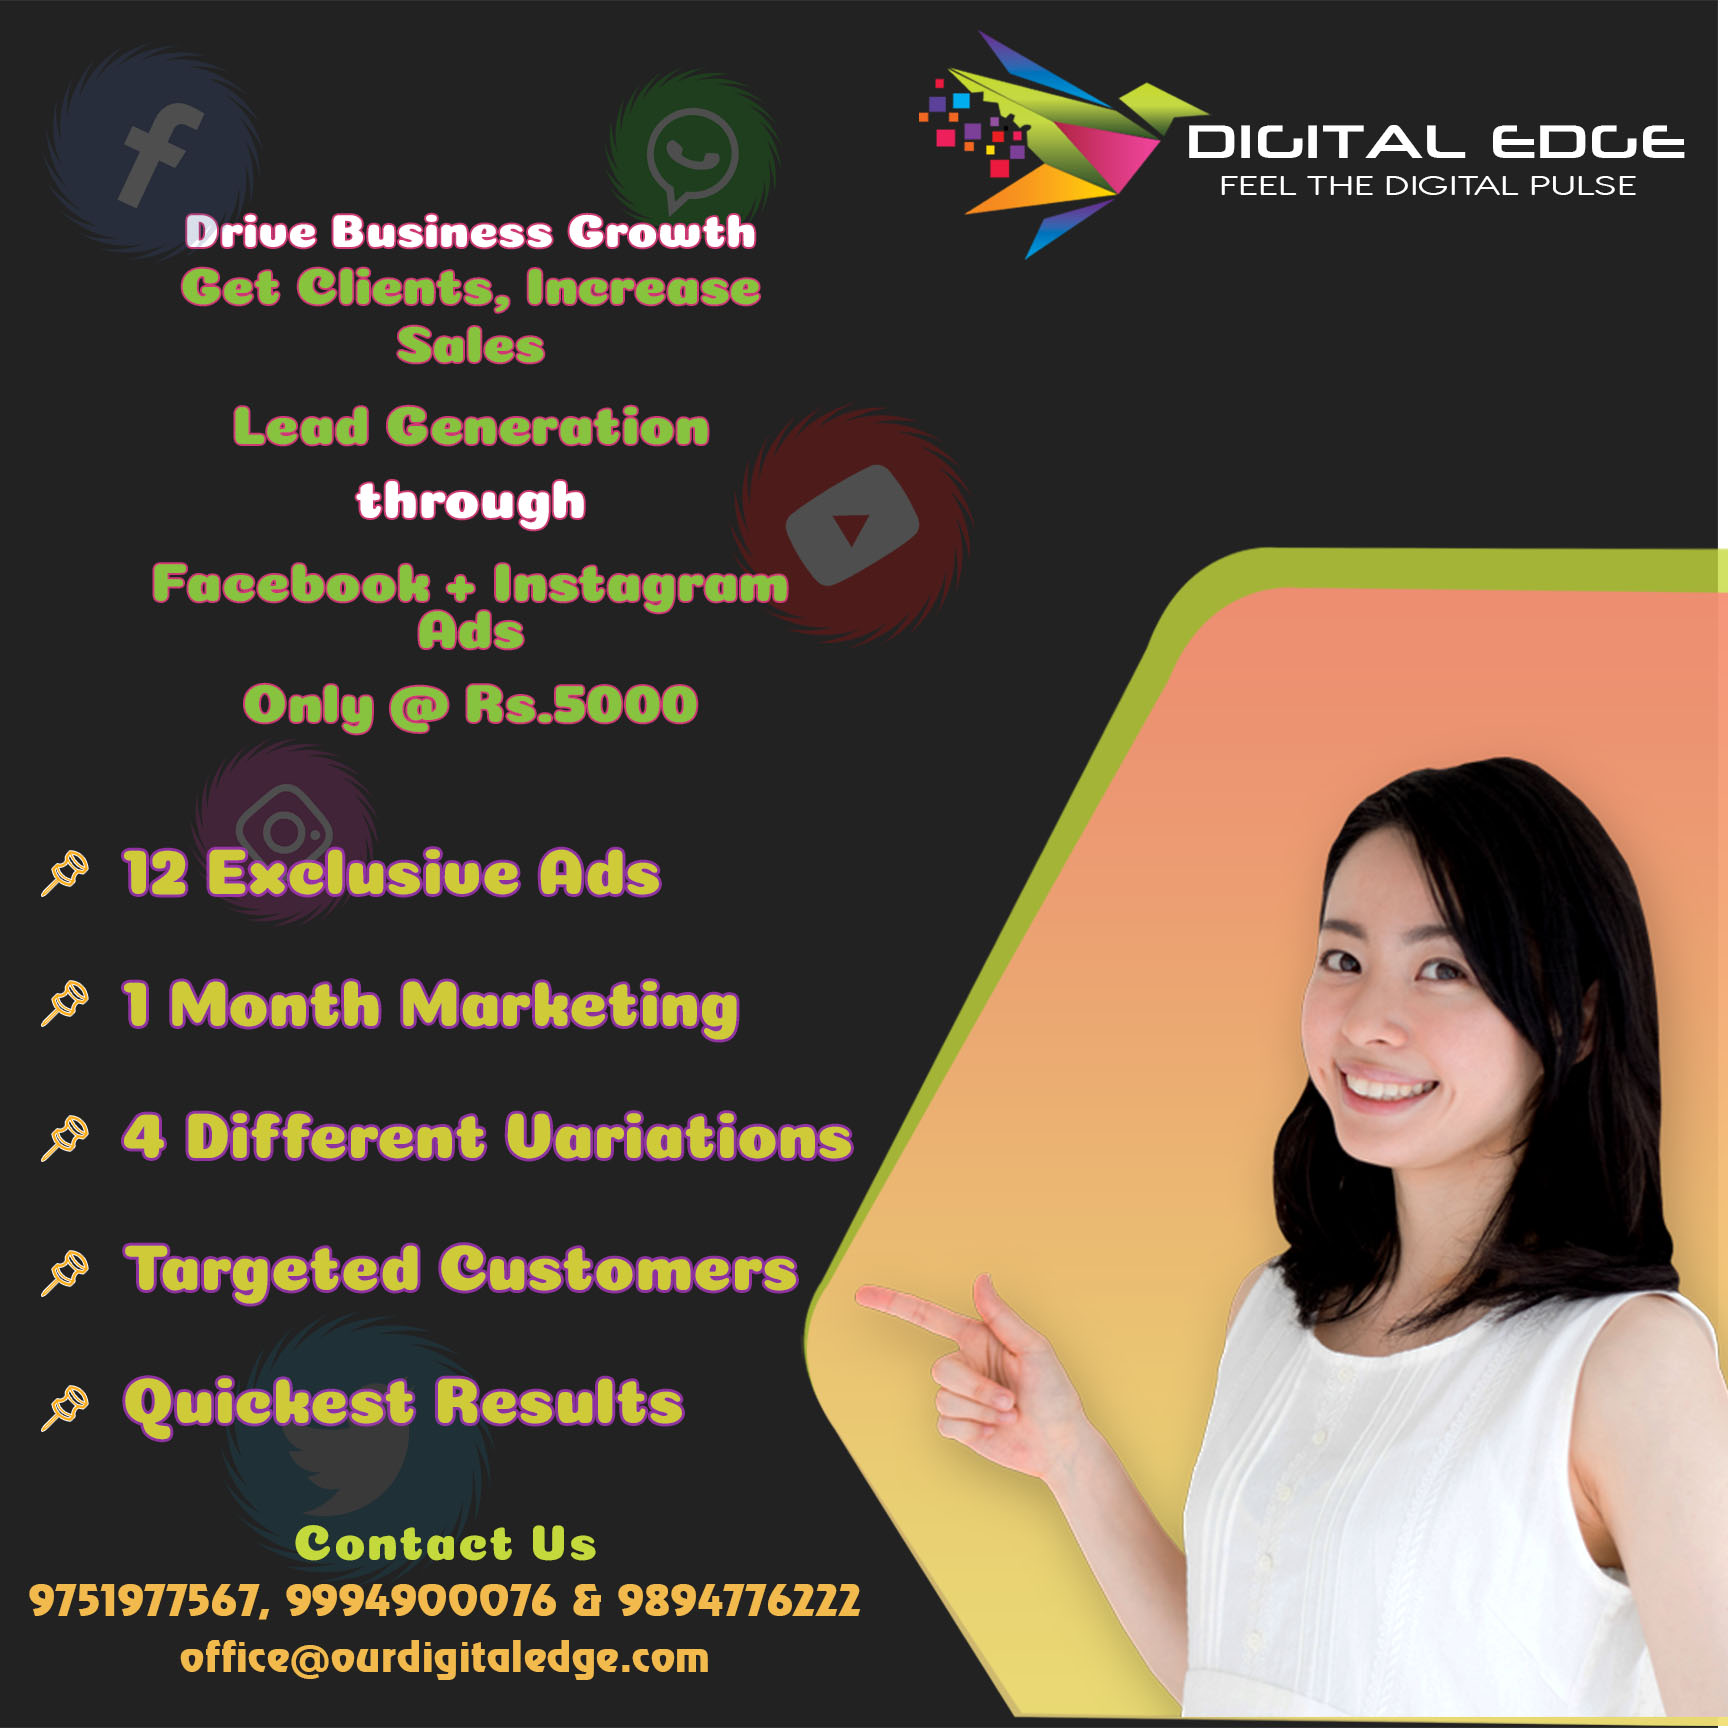 DIGITAL EDGE
FEEL THE DIGITAL PULSE
Drive Business Growth
Get Clients, Increase
Sales
Lead Generation
through
Facebook + Instagram
Ads
Only @ Rs.5000
12 Exclusive Ads
1 Month Marketing
4 Different Variations
Targeted Customers
Quickest Results
Contact Us
9751977567, 9994900076 & 9894776222
office@ourdigitaledge.com